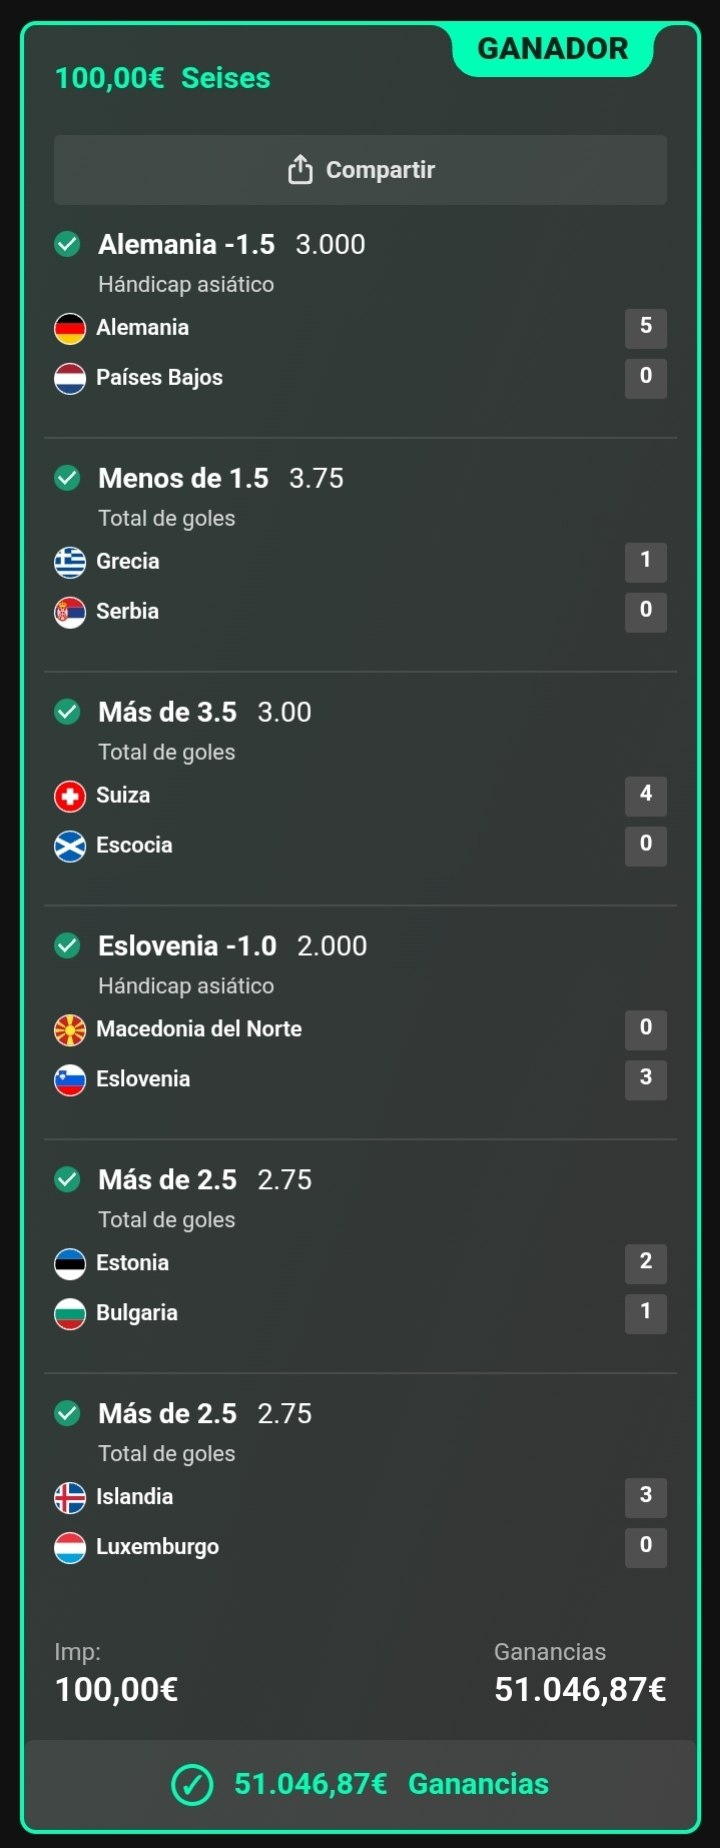 GANADOR
100,00€ Seises
Compartir
Alemania -1.5 3.000
Hándicap asiático
Alemania 5
Países Bajos 0
Menos de 1.5 3.75
Total de goles
Grecia 1
Serbia 0
Más de 3.5 3.00
Total de goles
Suiza 4
Escocia 0
Eslovenia -1.0 2.000
Hándicap asiático
Macedonia del Norte 0
Eslovenia 3
Más de 2.5 2.75
Total de goles
Estonia 2
Bulgaria 1
Más de 2.5 2.75
Total de goles
Islandia 3
Luxemburgo 0
Imp: Ganancias
100,00€ 51.046,87€
51.046,87€ Ganancias